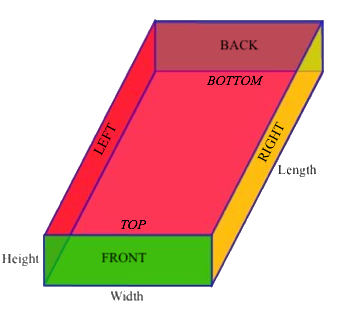 BACK
BOTTOM
LEFT
RIGHT
Length
TOP
Height
FRONT
Width